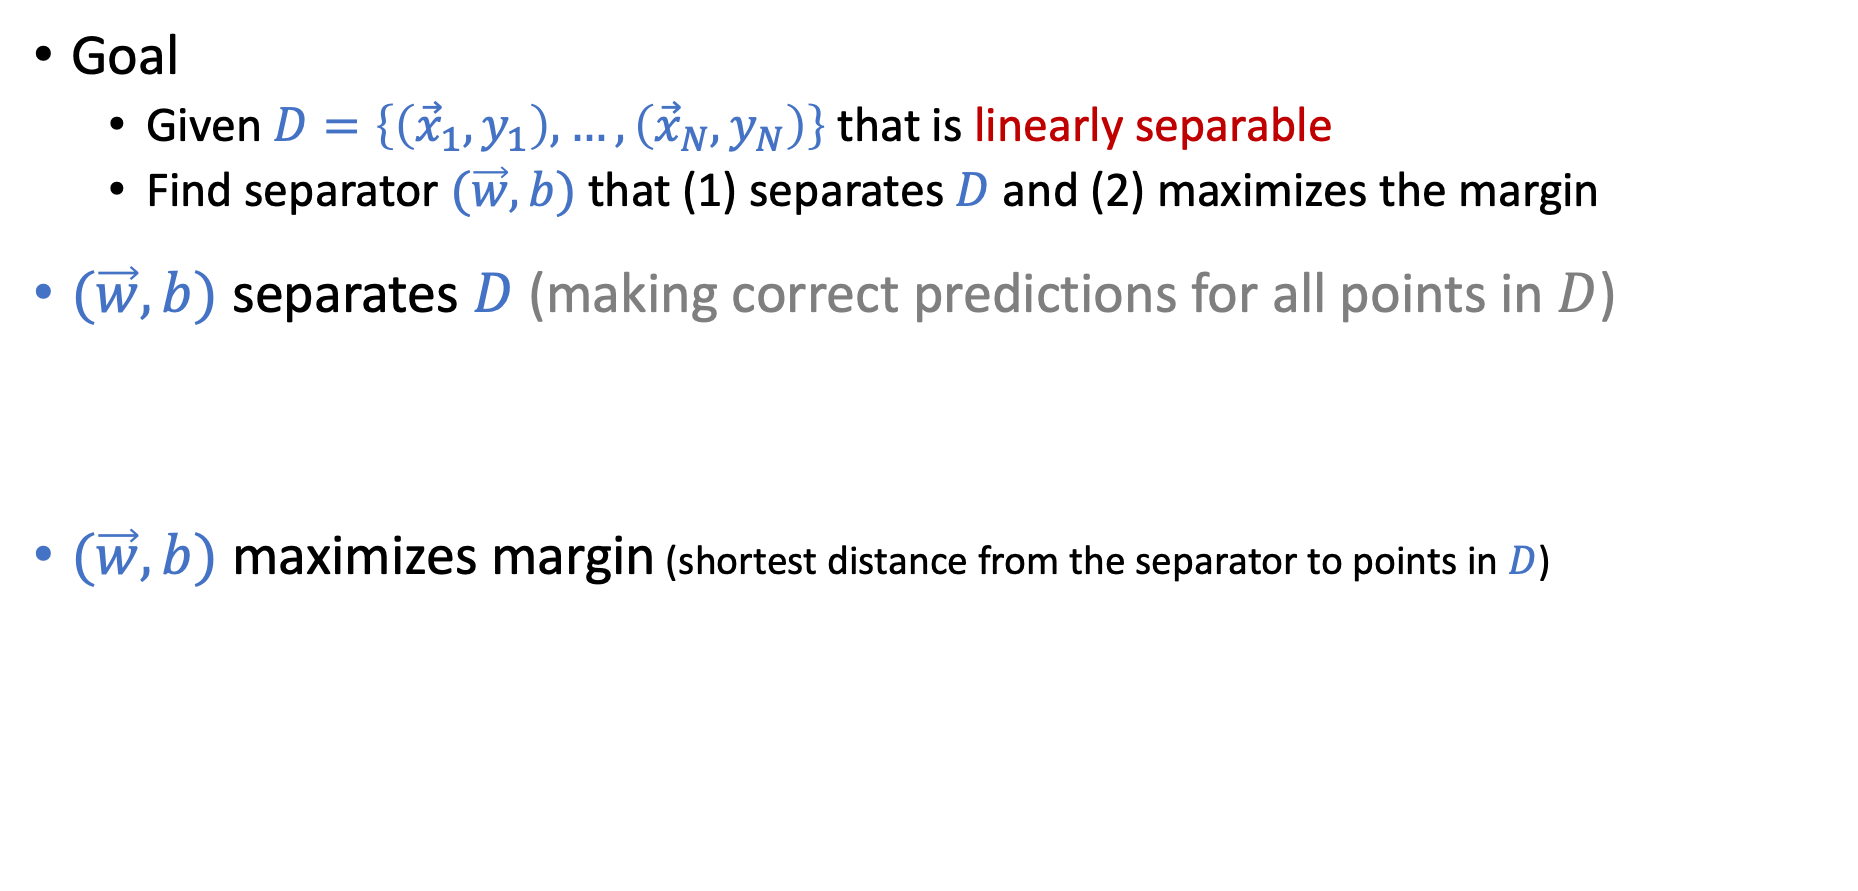 • Goal
• Given D = {(x⃗₁, y₁), … , (x⃗_N, y_N)} that is linearly separable
• Find separator (w⃗, b) that (1) separates D and (2) maximizes the margin
• (w⃗, b) separates D (making correct predictions for all points in D)
• (w⃗, b) maximizes margin (shortest distance from the separator to points in D)